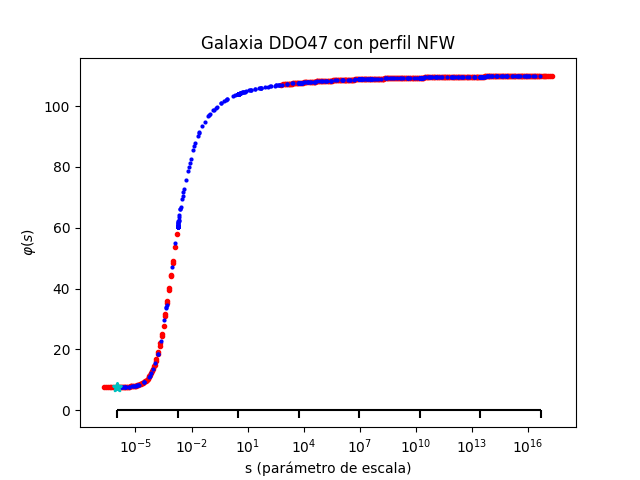 Galaxia DDO47 con perfil NFW
φ(s)
100
80
60
40
20
0
10⁻⁵ 10⁻² 10¹ 10⁴ 10⁷ 10¹⁰ 10¹³ 10¹⁶
s (parámetro de escala)